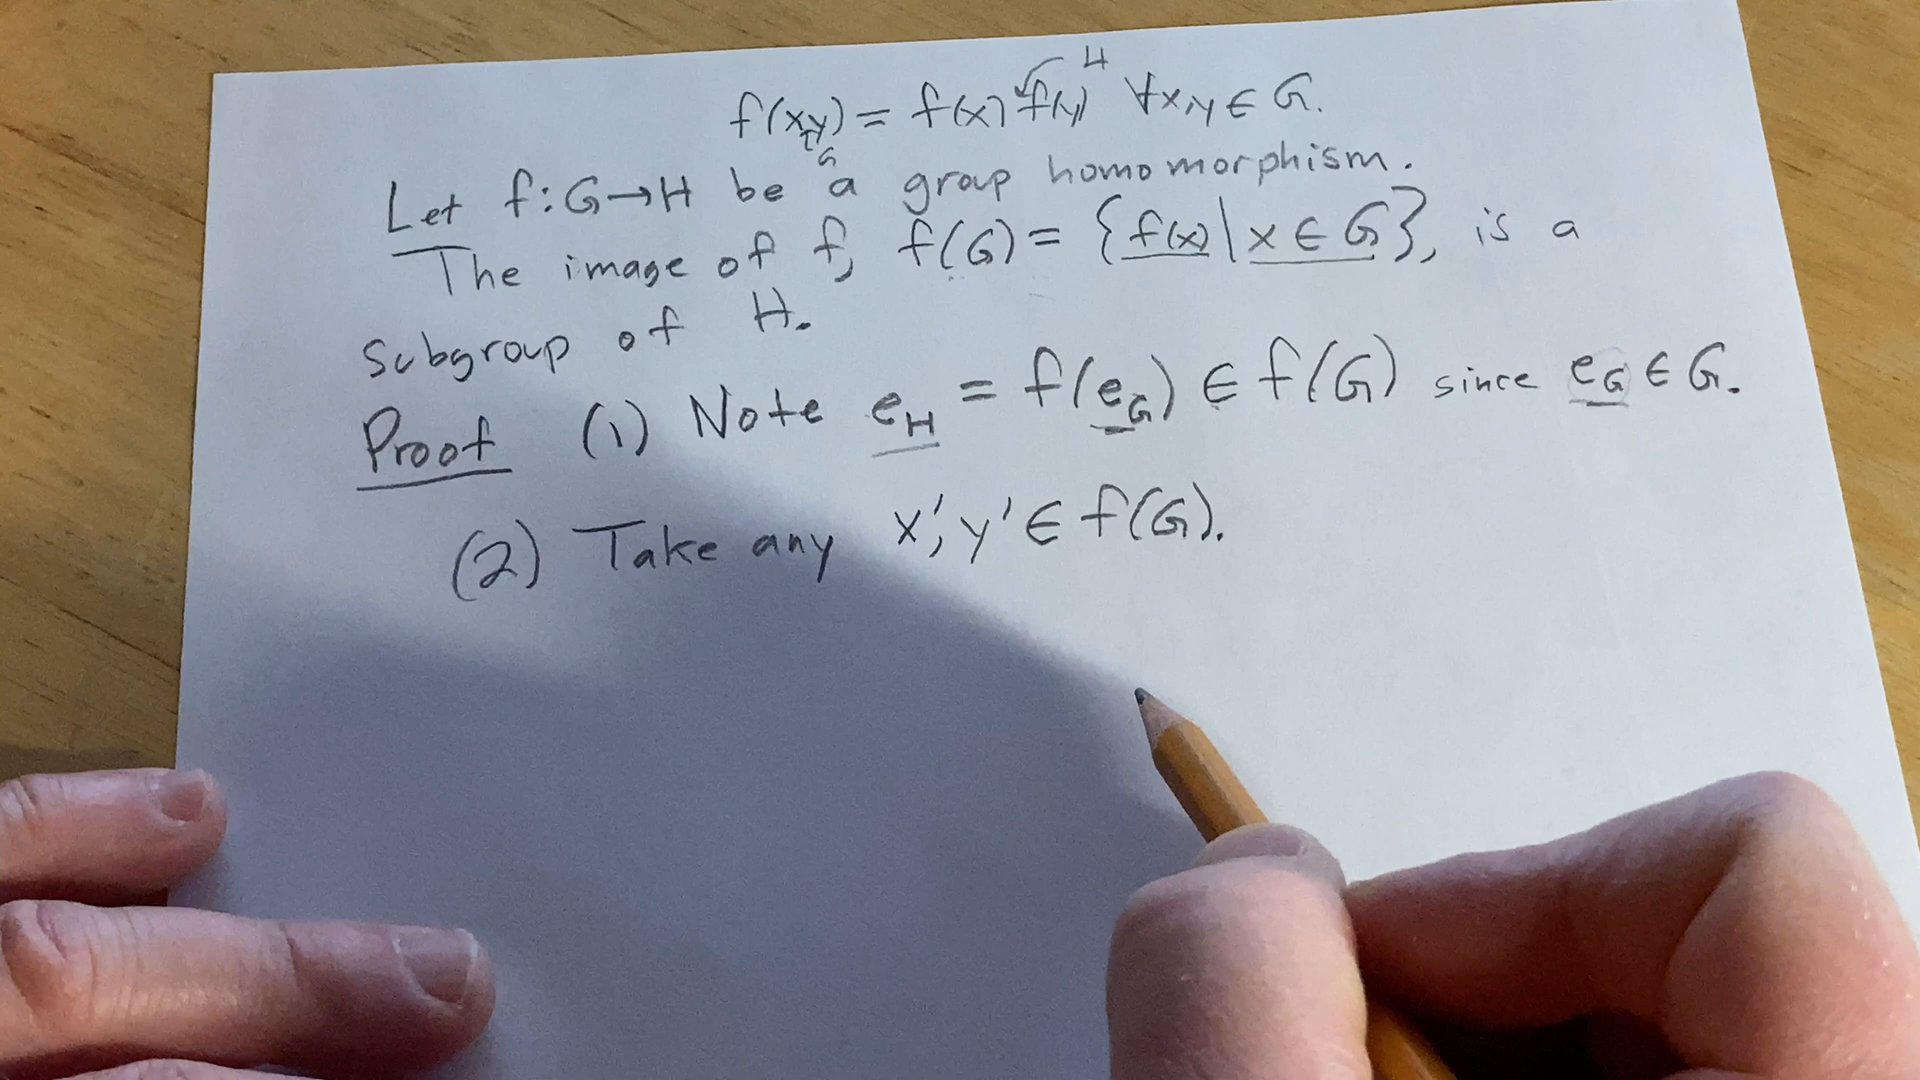 f(xy) = f(x) f(y) ∀x,y ∈ G.
G
H
Let f: G→H be a group homomorphism.
The image of f, f(G) = {f(x) | x ∈ G}, is a
subgroup of H.
Proof (1) Note e_H = f(e_G) ∈ f(G) since e_G ∈ G.
(2) Take any x', y' ∈ f(G).